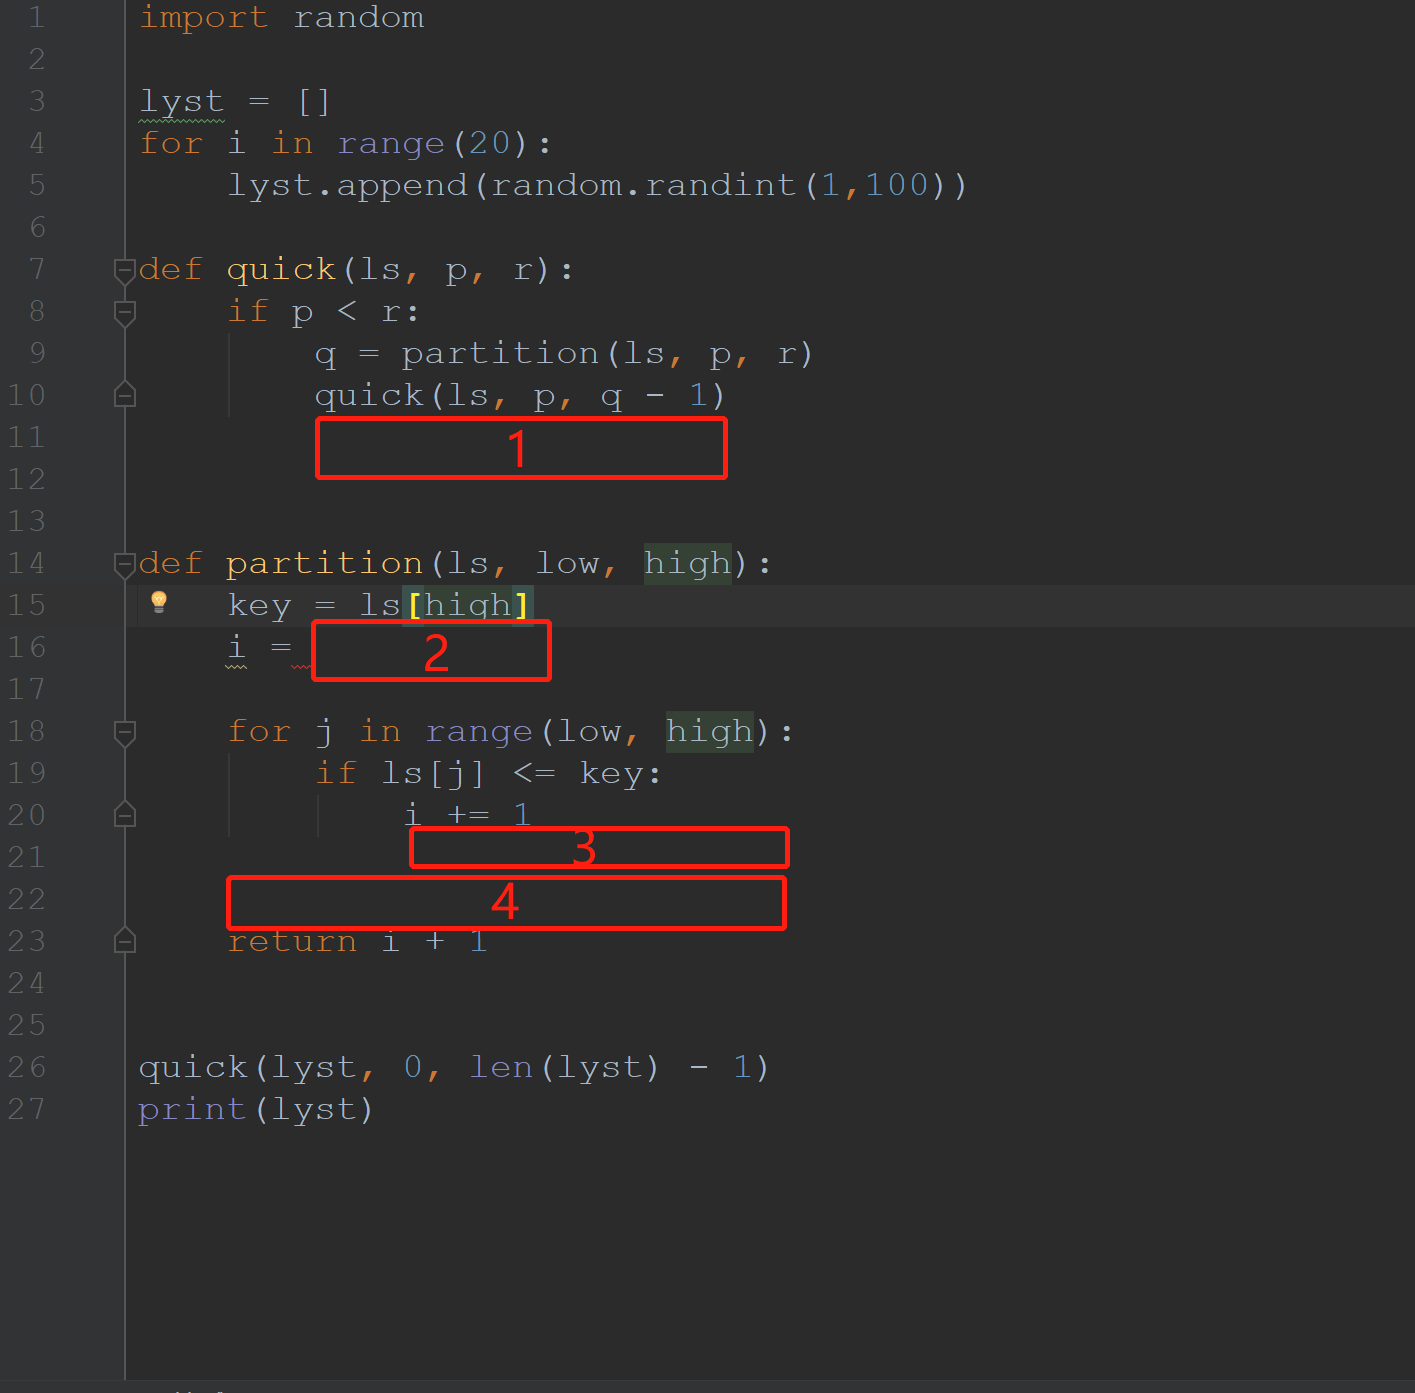 1 import random
2
3 lyst = []
4 for i in range(20):
5     lyst.append(random.randint(1,100))
6
7 def quick(ls, p, r):
8     if p < r:
9         q = partition(ls, p, r)
10         quick(ls, p, q - 1)
11         1
12
13
14 def partition(ls, low, high):
15     key = ls[high]
16     i = 2
17
18     for j in range(low, high):
19         if ls[j] <= key:
20             i += 1
21             3
22     4
23     return i + 1
24
25
26 quick(lyst, 0, len(lyst) - 1)
27 print(lyst)